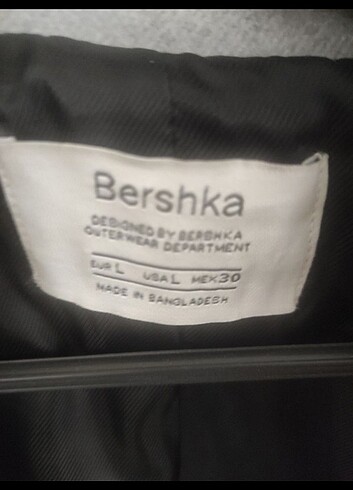 Bershka
DESIGNED BY BERSHKA
OUTERWEAR DEPARTMENT
EUR L USA L MEX 30
MADE IN BANGLADESH